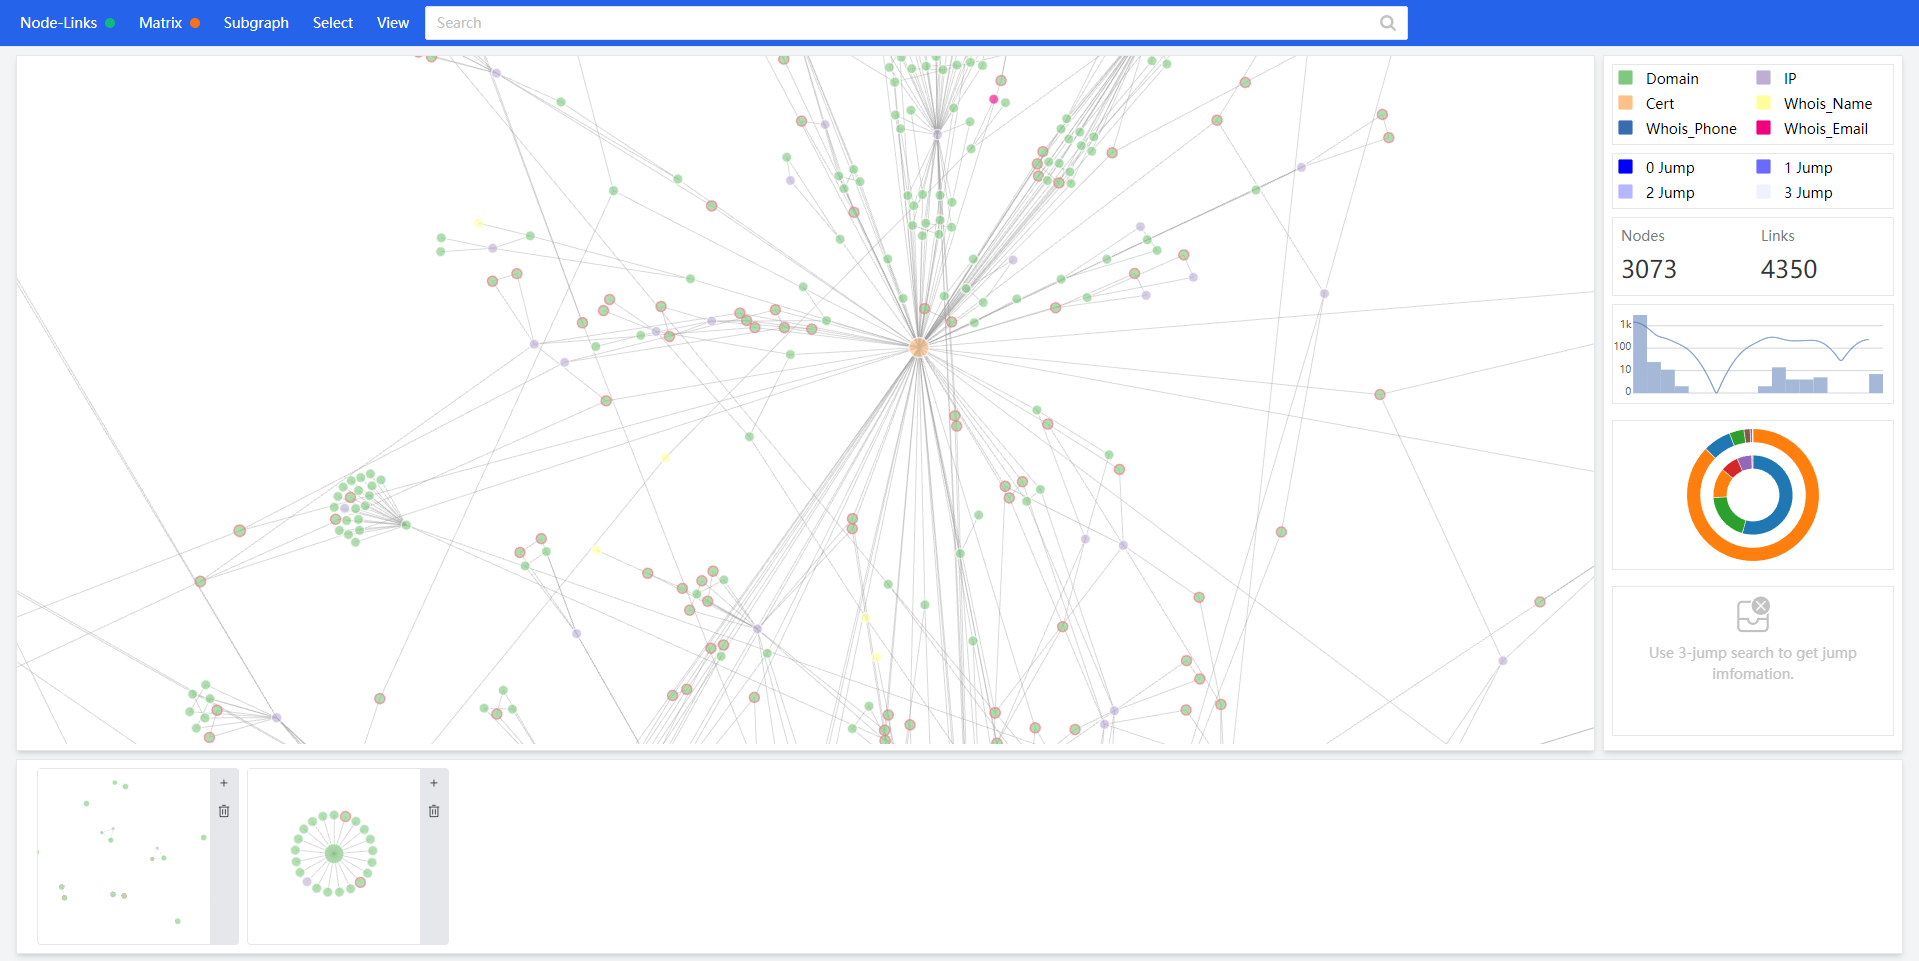 Node-Links Matrix Subgraph Select View Search
Domain IP
Cert Whois_Name
Whois_Phone Whois_Email
0 Jump 1 Jump
2 Jump 3 Jump
Nodes Links
3073 4350
1k
100
10
0
Use 3-jump search to get jump
imfomation.
+ +